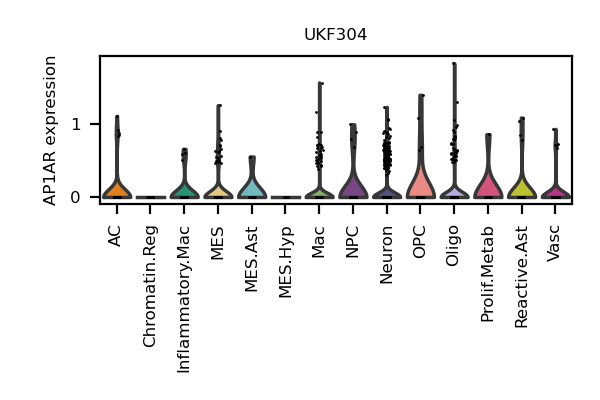 UKF304
AP1AR expression
1
0
AC
Chromatin.Reg
Inflammatory.Mac
MES
MES.Ast
MES.Hyp
Mac
NPC
Neuron
OPC
Oligo
Prolif.Metab
Reactive.Ast
Vasc